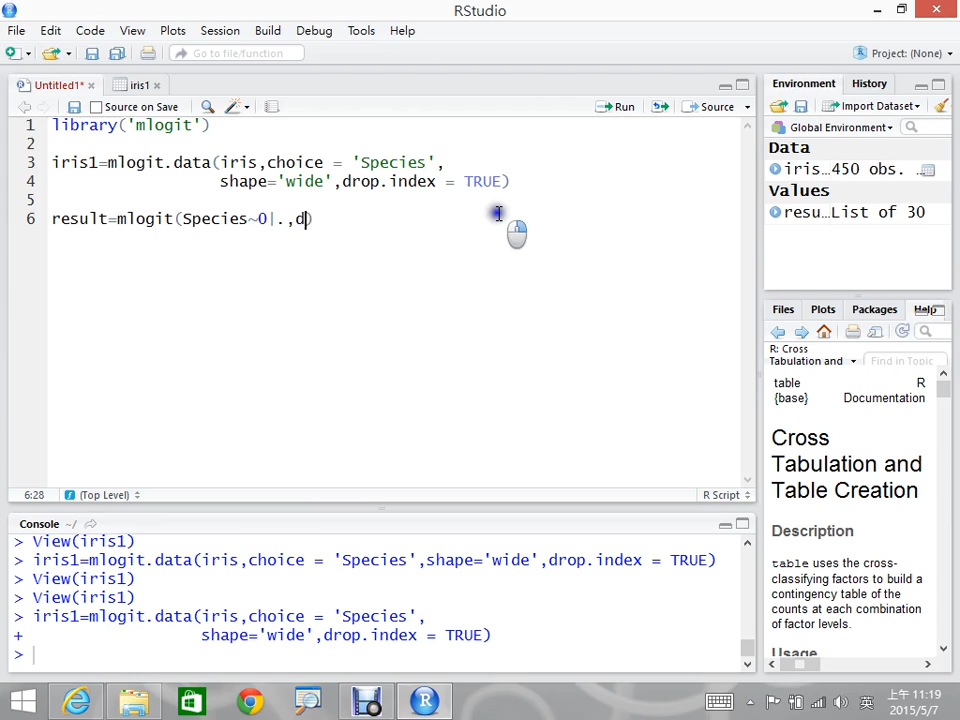 RStudio
File Edit Code View Plots Session Build Debug Tools Help
Go to file/function
Project: (None)
Untitled1* iris1
Source on Save Run Source
1 library('mlogit')
2
3 iris1=mlogit.data(iris,choice = 'Species',
4 shape='wide',drop.index = TRUE)
5
6 result=mlogit(Species~0|.,d)
6:28 (Top Level) R Script
Console ~/
> View(iris1)
> iris1=mlogit.data(iris,choice = 'Species',shape='wide',drop.index = TRUE)
> View(iris1)
> View(iris1)
> iris1=mlogit.data(iris,choice = 'Species',
+ shape='wide',drop.index = TRUE)
>
Environment History
Import Dataset
Global Environment
Data
iris…450 obs. of
Values
resu…List of 30
Files Plots Packages Help
R: Cross
Tabulation and Find in Topic
table R
{base} Documentation
Cross
Tabulation and
Table Creation
Description
table uses the cross-
classifying factors to build a
contingency table of the
counts at each combination
of factor levels.
Usage
英
上午 11:19
2015/5/7